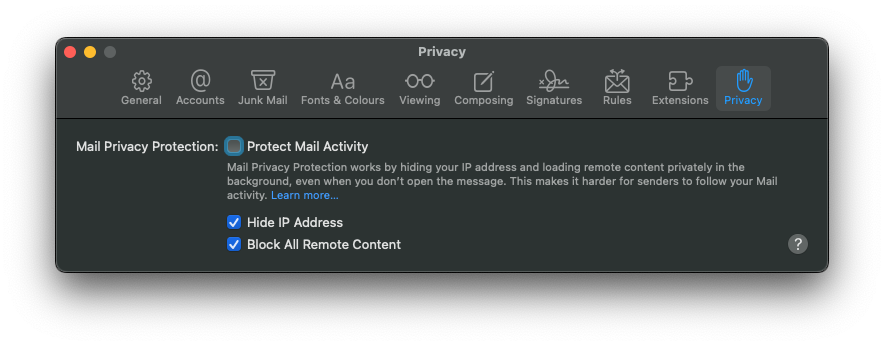 Privacy
@
Aa
General Accounts Junk Mail Fonts & Colours Viewing Composing Signatures Rules Extensions Privacy
Mail Privacy Protection: Protect Mail Activity
Mail Privacy Protection works by hiding your IP address and loading remote content privately in the
background, even when you don’t open the message. This makes it harder for senders to follow your Mail
activity. Learn more…
Hide IP Address
Block All Remote Content
?